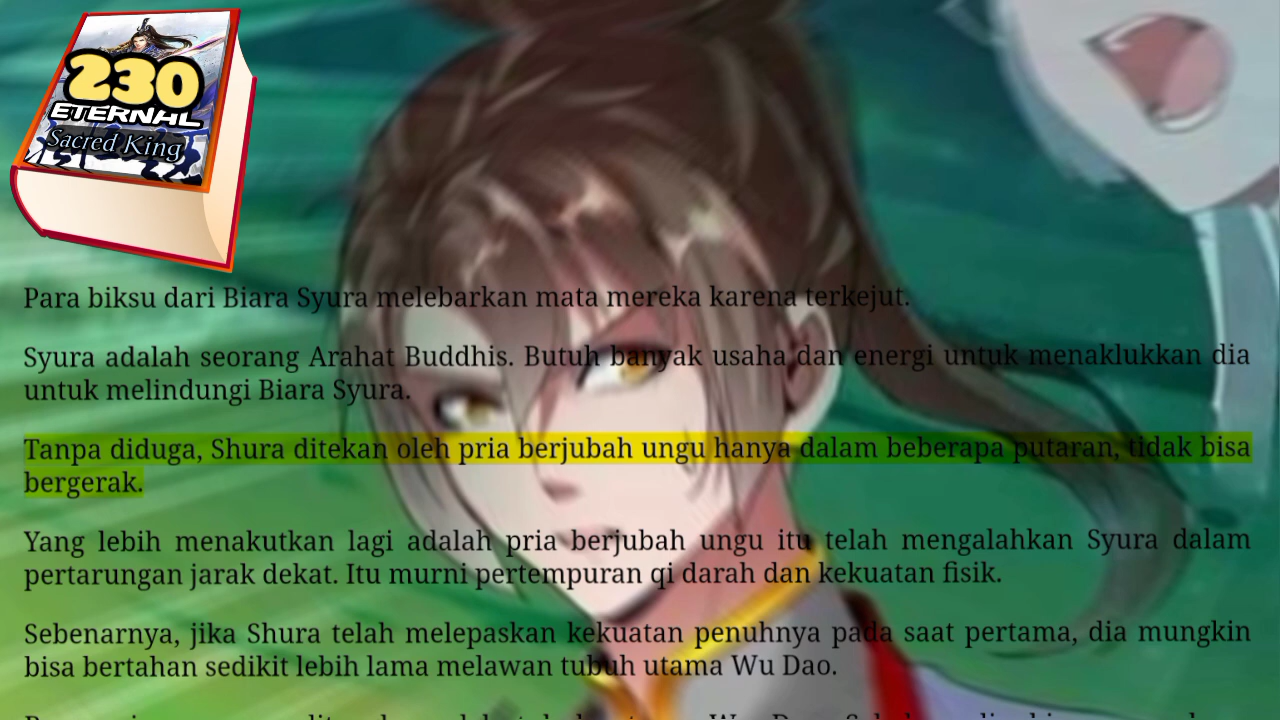 230
ETERNAL
Sacred King
Para biksu dari Biara Syura melebarkan mata mereka karena terkejut.
Syura adalah seorang Arahat Buddhis. Butuh banyak usaha dan energi untuk menaklukkan dia
untuk melindungi Biara Syura.
Tanpa diduga, Shura ditekan oleh pria berjubah ungu hanya dalam beberapa putaran, tidak bisa
bergerak.
Yang lebih menakutkan lagi adalah pria berjubah ungu itu telah mengalahkan Syura dalam
pertarungan jarak dekat. Itu murni pertempuran qi darah dan kekuatan fisik.
Sebenarnya, jika Shura telah melepaskan kekuatan penuhnya pada saat pertama, dia mungkin
bisa bertahan sedikit lebih lama melawan tubuh utama Wu Dao.